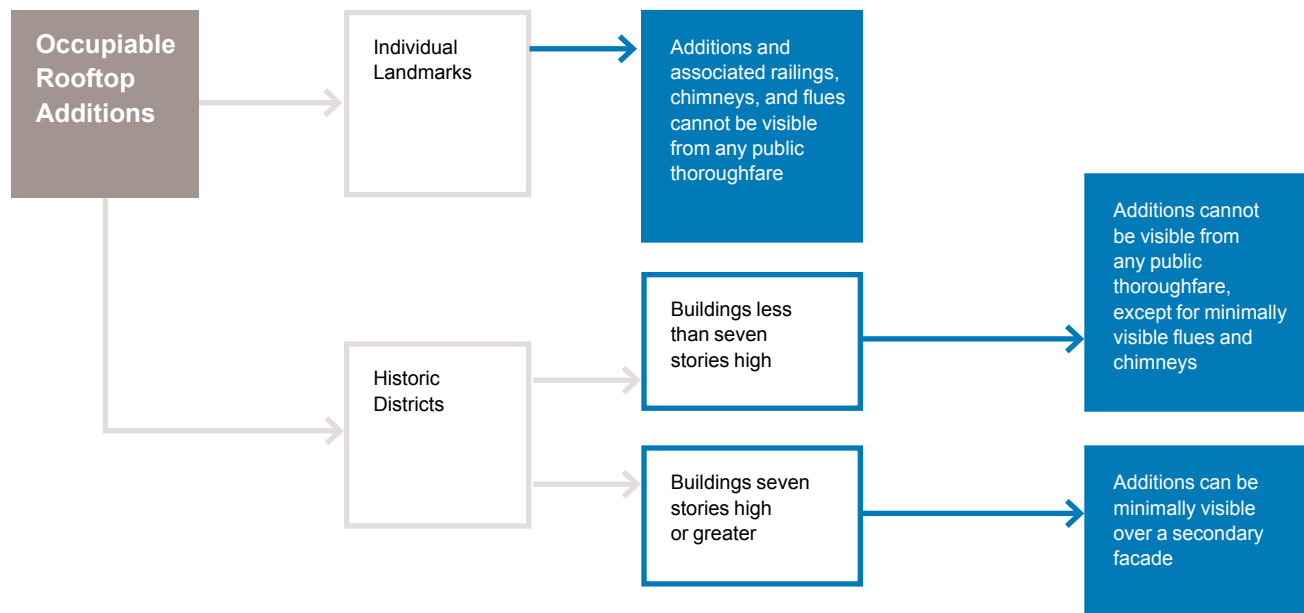 Occupiable
Rooftop
Additions
Individual
Landmarks
Additions and
associated railings,
chimneys, and flues
cannot be visible
from any public
thoroughfare
Historic
Districts
Buildings less
than seven
stories high
Additions cannot
be visible from
any public
thoroughfare,
except for minimally
visible flues and
chimneys
Buildings seven
stories high
or greater
Additions can be
minimally visible
over a secondary
facade